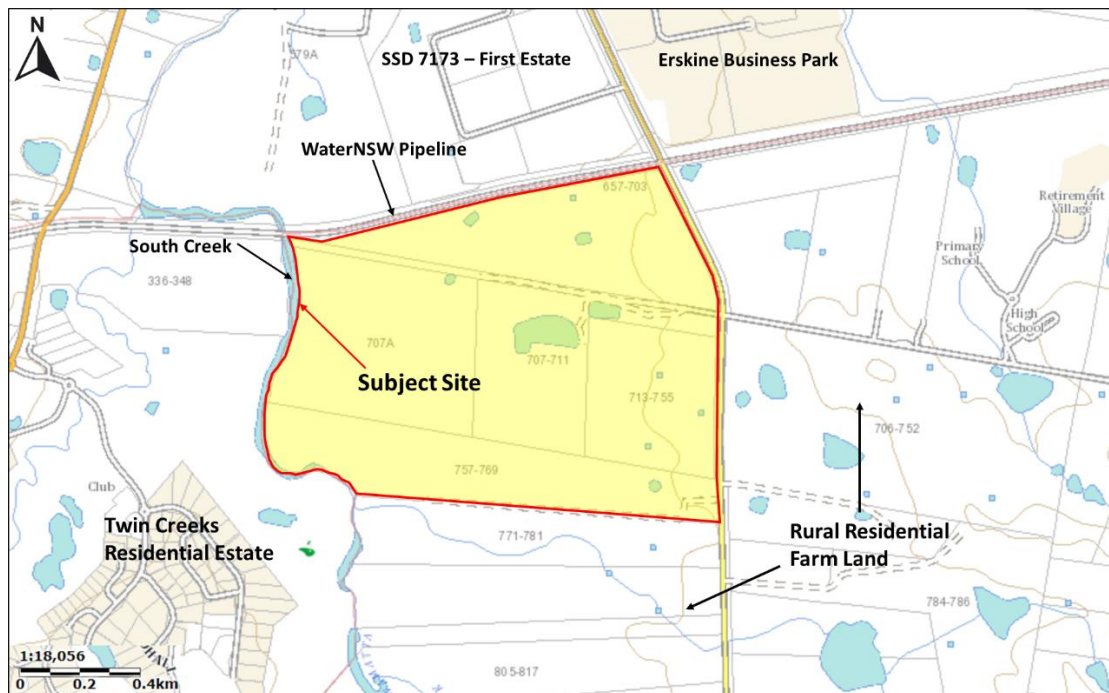 N
579A
SSD 7173 – First Estate
Erskine Business Park
WaterNSW Pipeline
657-703
Retirement
Village
South Creek
336-348
Primary
School
High
School
707A
707-711
Subject Site
713-755
706-752
757-769
Club
Twin Creeks
Residential Estate
771-781
Rural Residential
Farm Land
784-786
1:18,056
0 0.2 0.4km
805-817